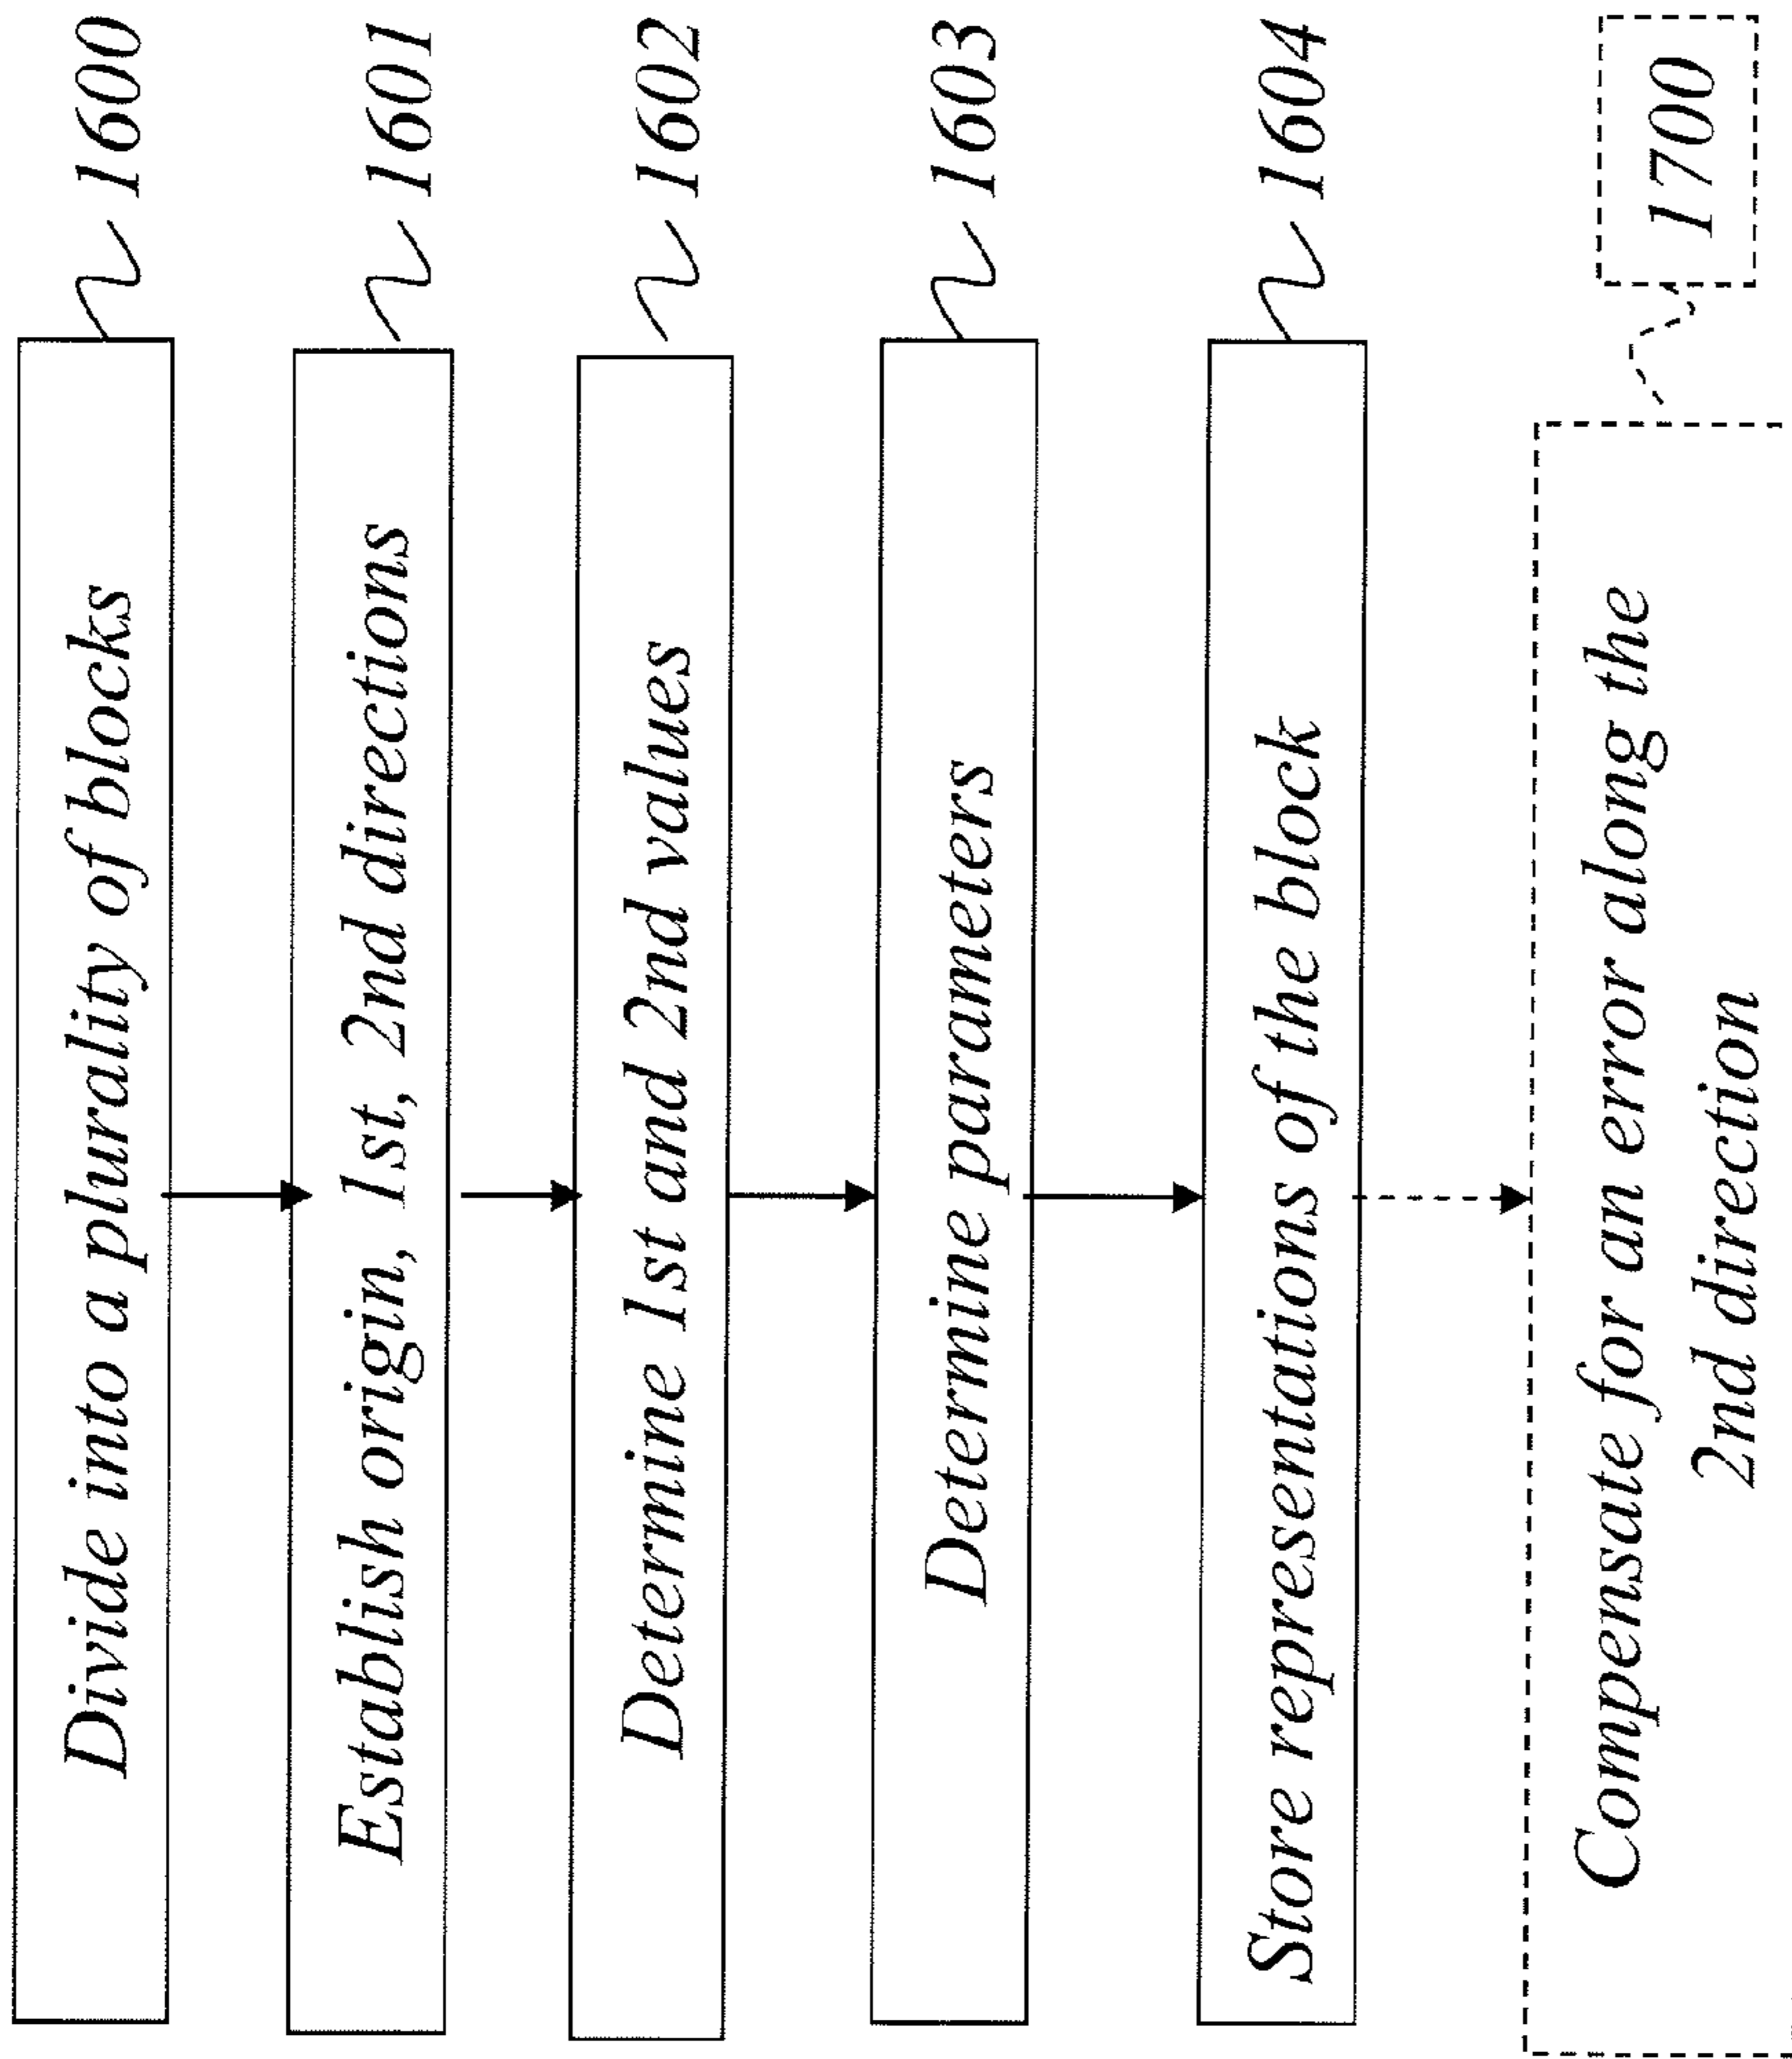 Divide into a plurality of blocks
1600
Establish origin, 1st, 2nd directions
1601
Determine 1st and 2nd values
1602
Determine parameters
1603
Store representations of the block
1604
Compensate for an error along the
2nd direction
1700